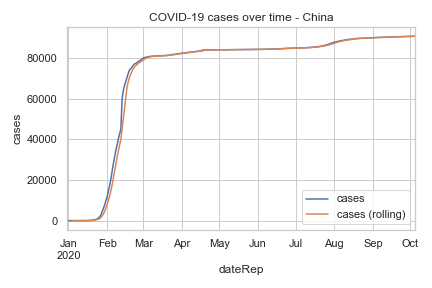 COVID-19 cases over time - China
cases
80000
60000
40000
20000
0
cases
cases (rolling)
Jan Feb Mar Apr May Jun Jul Aug Sep Oct
2020
dateRep